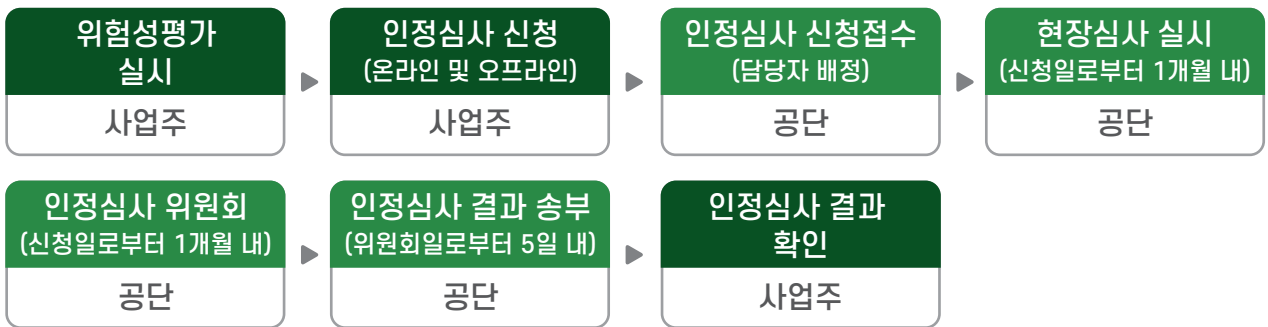 위험성평가
실시
사업주
인정심사 신청
(온라인 및 오프라인)
사업주
인정심사 신청접수
(담당자 배정)
공단
현장심사 실시
(신청일로부터 1개월 내)
공단
인정심사 위원회
(신청일로부터 1개월 내)
공단
인정심사 결과 송부
(위원회일로부터 5일 내)
공단
인정심사 결과
확인
사업주